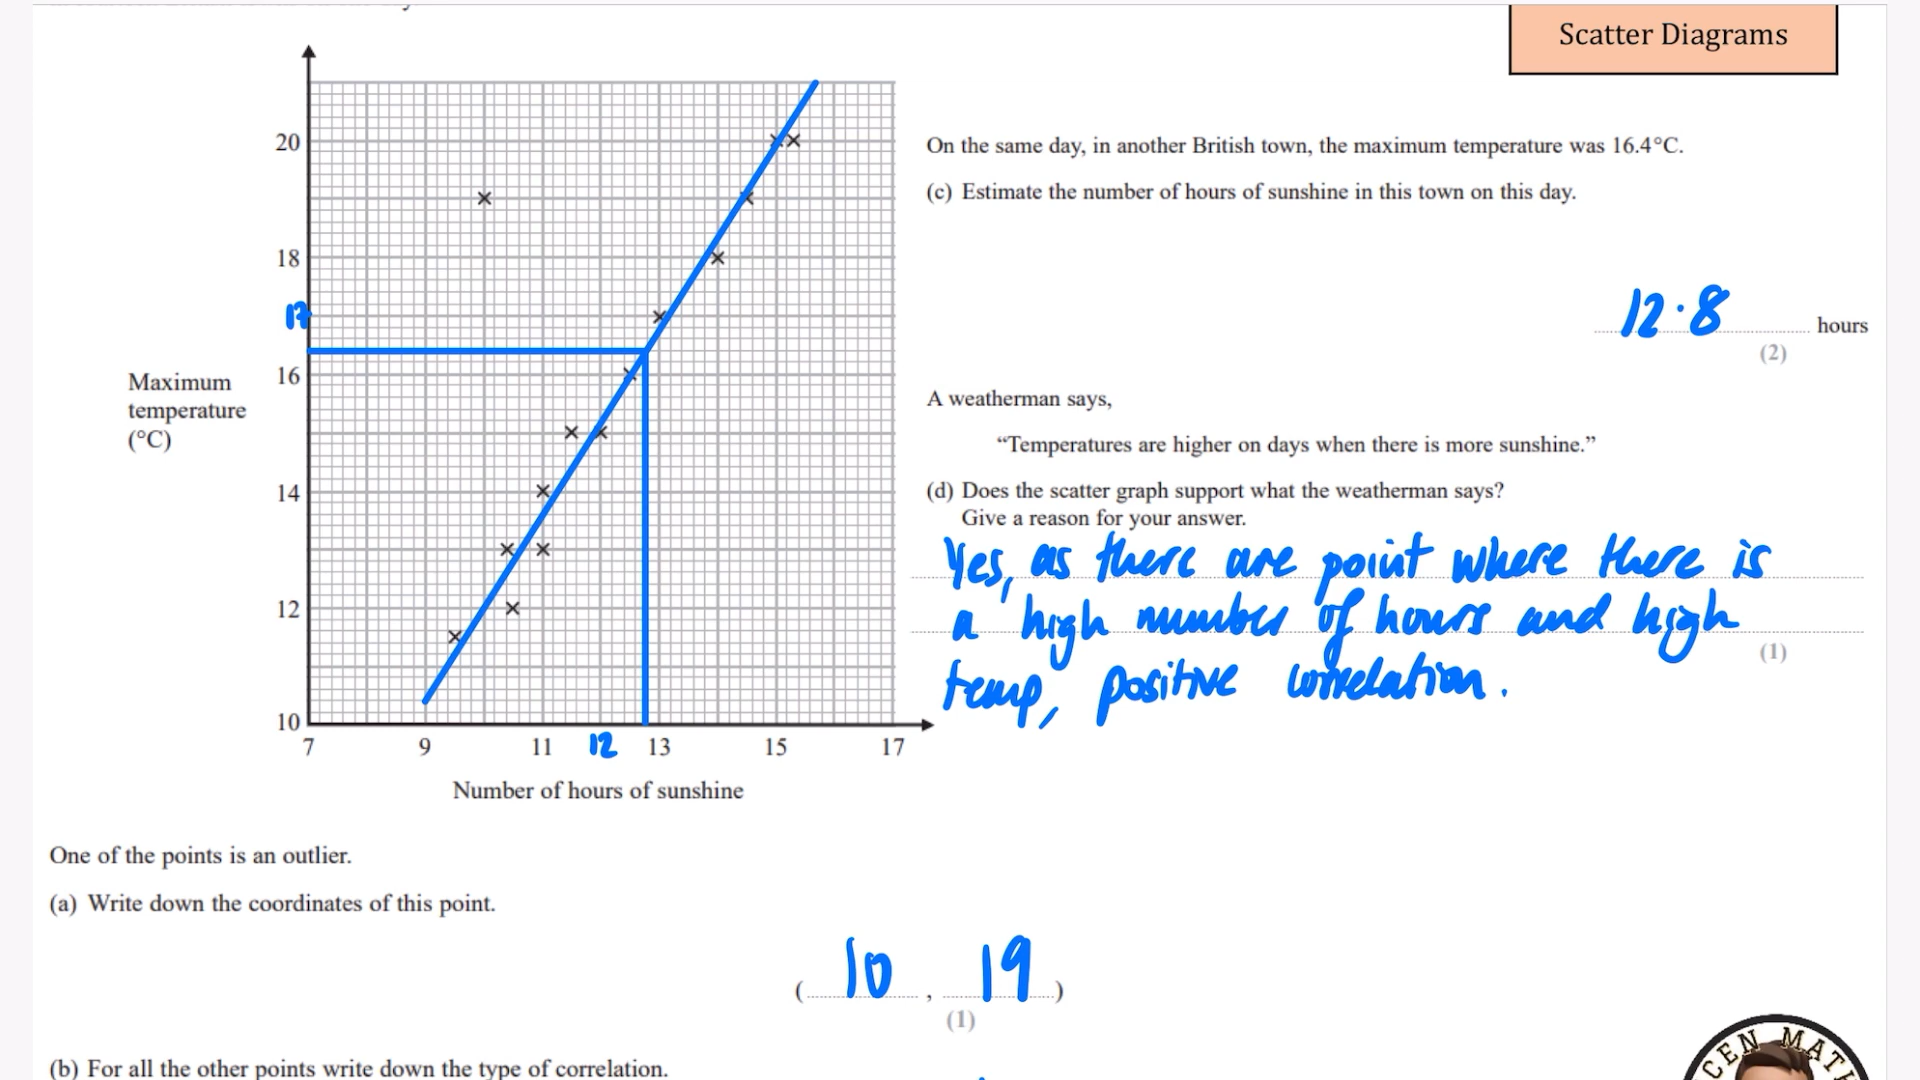 Scatter Diagrams
20
18
17
16
14
12
10
7 9 11 12 13 15 17
Maximum
temperature
(°C)
Number of hours of sunshine
On the same day, in another British town, the maximum temperature was 16.4°C.
(c) Estimate the number of hours of sunshine in this town on this day.
12.8 hours
(2)
A weatherman says,
“Temperatures are higher on days when there is more sunshine.”
(d) Does the scatter graph support what the weatherman says?
Give a reason for your answer.
Yes, as there are point where there is
a high number of hours and high
(1)
temp, positive correlation.
One of the points is an outlier.
(a) Write down the coordinates of this point.
( 10 , 19 )
(1)
(b) For all the other points write down the type of correlation.
CEN MAT